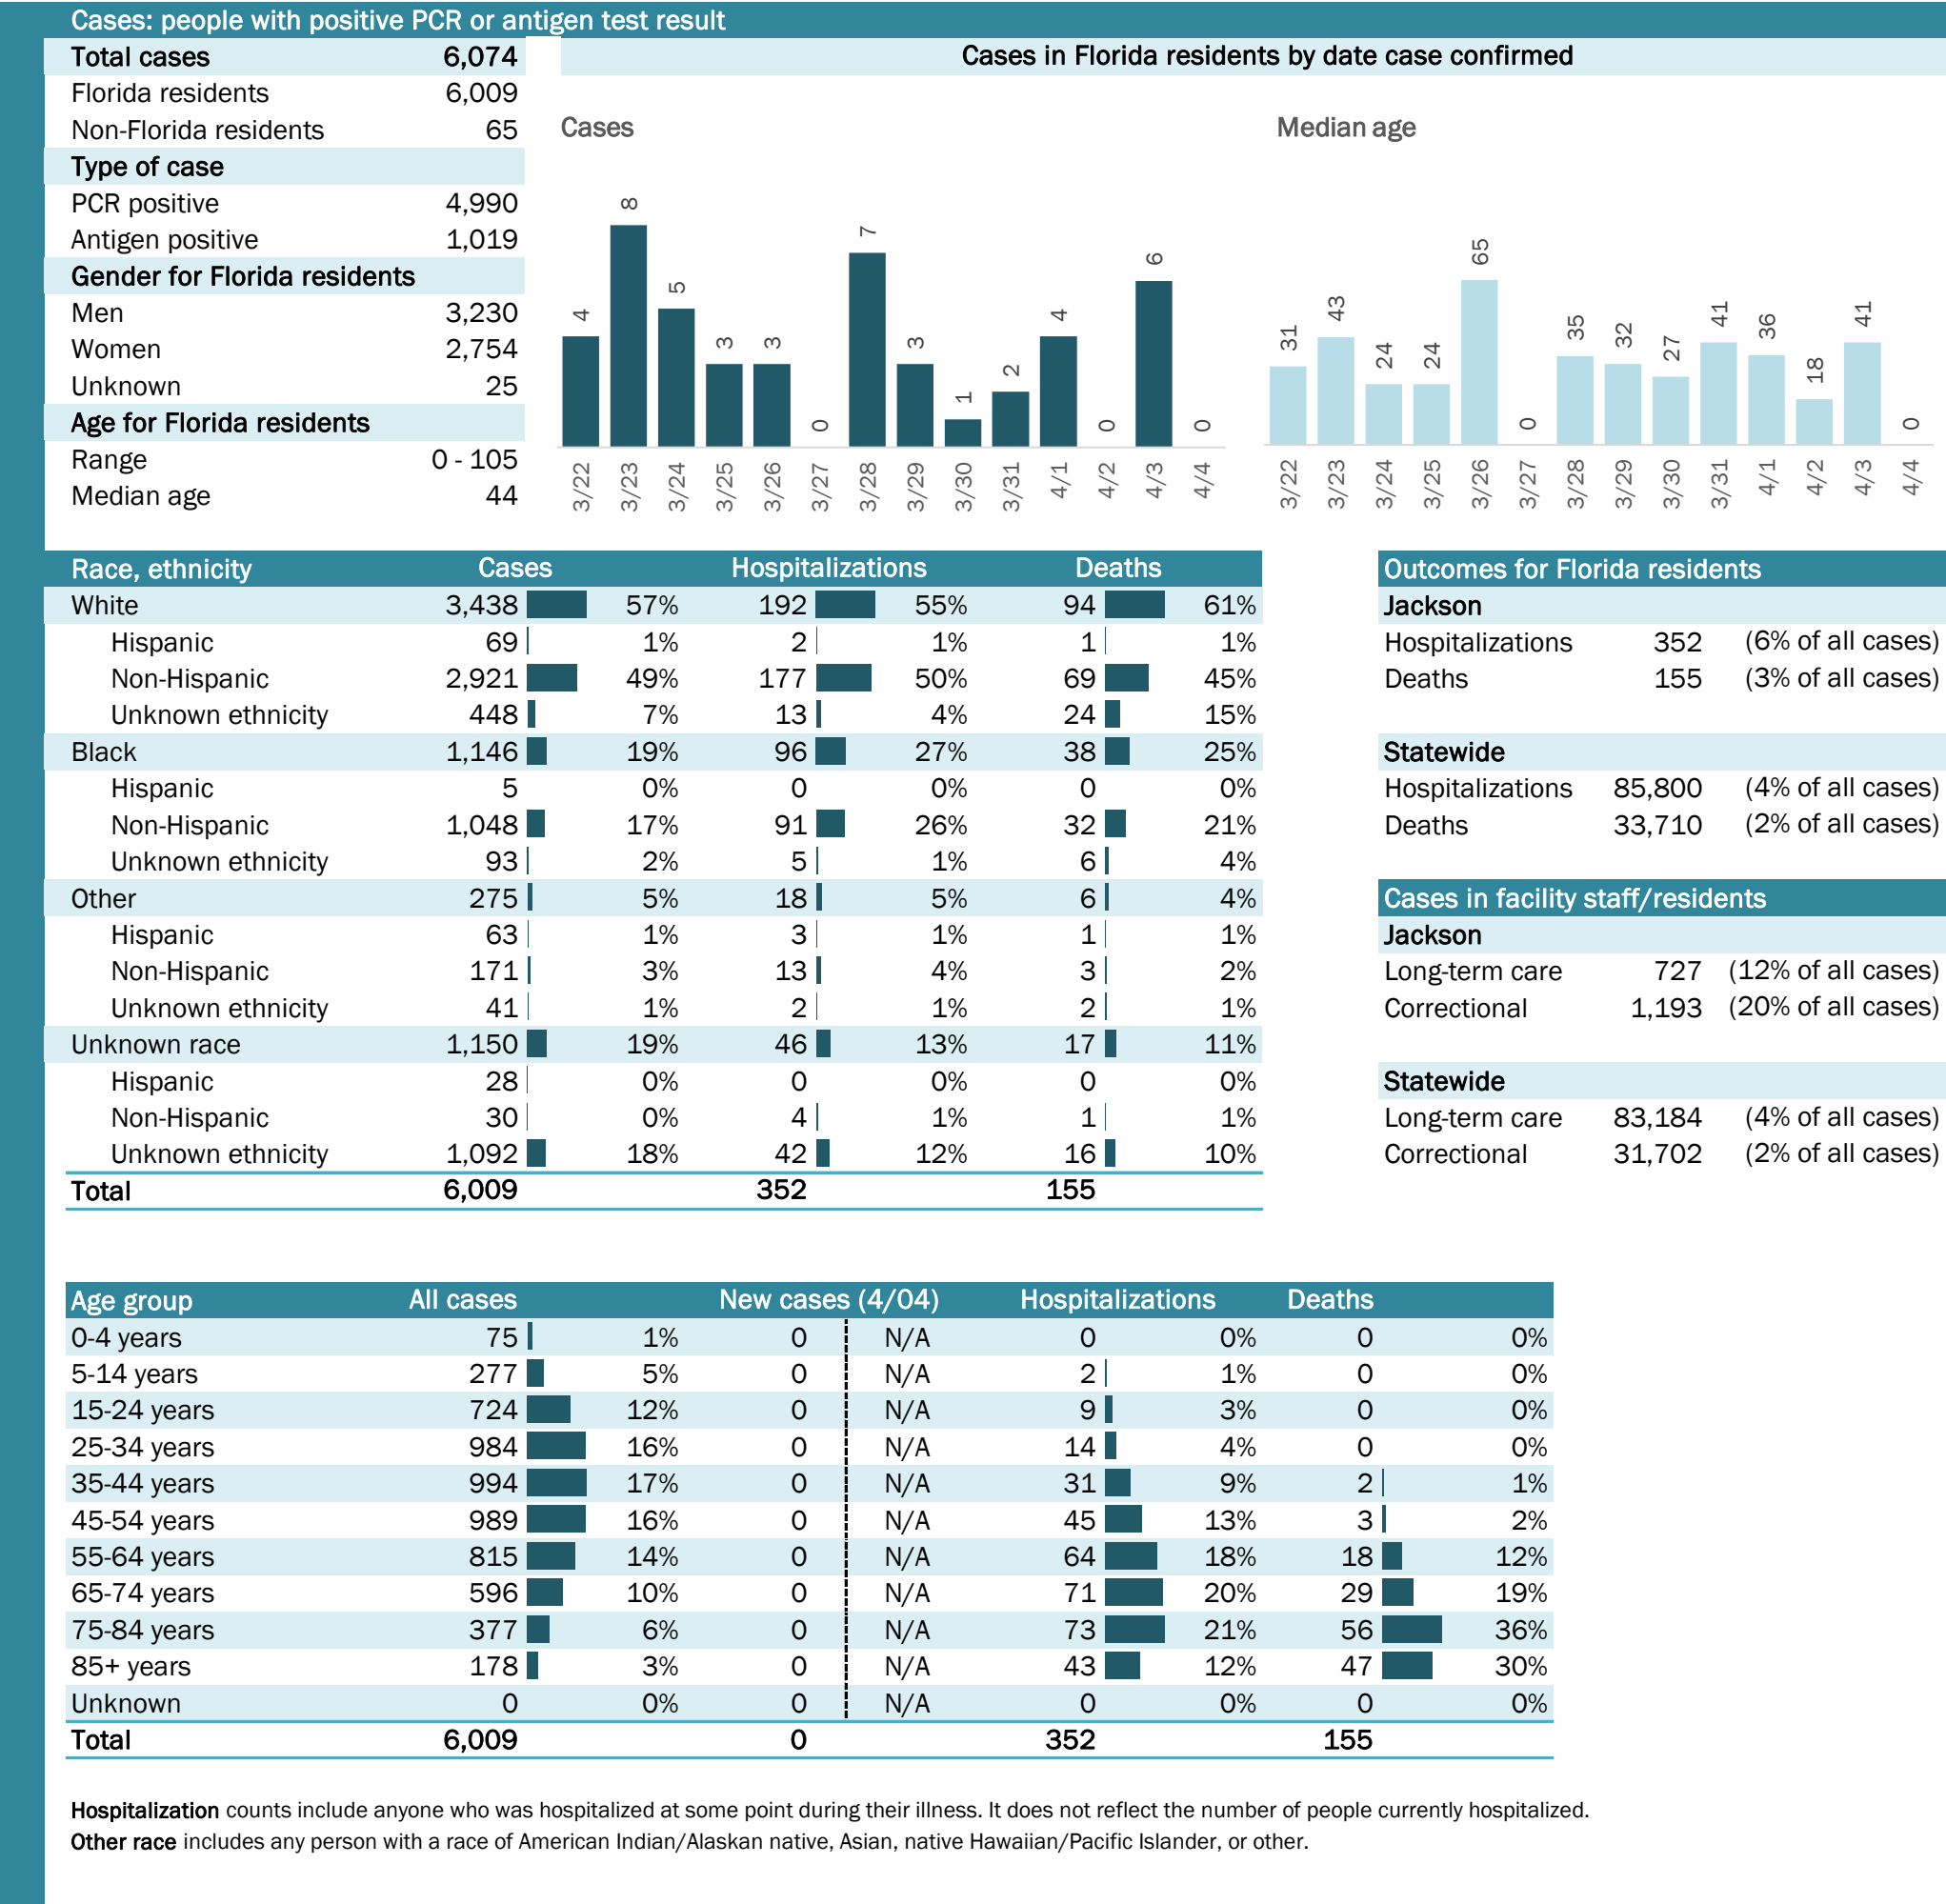 Cases: people with positive PCR or antigen test result
Total cases 6,074
Florida residents 6,009
Non-Florida residents 65
Type of case
PCR positive 4,990
Antigen positive 1,019
Gender for Florida residents
Men 3,230
Women 2,754
Unknown 25
Age for Florida residents
Range 0 - 105
Median age 44
Cases in Florida residents by date case confirmed
Cases
4 8 5 3 3 0 7 3 1 2 4 0 6 0
3/22 3/23 3/24 3/25 3/26 3/27 3/28 3/29 3/30 3/31 4/1 4/2 4/3 4/4
Median age
31 43 24 24 65 0 35 32 27 41 36 18 41 0
3/22 3/23 3/24 3/25 3/26 3/27 3/28 3/29 3/30 3/31 4/1 4/2 4/3 4/4
Race, ethnicity Cases Hospitalizations Deaths
White 3,438 57% 192 55% 94 61%
Hispanic 69 1% 2 1% 1 1%
Non-Hispanic 2,921 49% 177 50% 69 45%
Unknown ethnicity 448 7% 13 4% 24 15%
Black 1,146 19% 96 27% 38 25%
Hispanic 5 0% 0 0% 0 0%
Non-Hispanic 1,048 17% 91 26% 32 21%
Unknown ethnicity 93 2% 5 1% 6 4%
Other 275 5% 18 5% 6 4%
Hispanic 63 1% 3 1% 1 1%
Non-Hispanic 171 3% 13 4% 3 2%
Unknown ethnicity 41 1% 2 1% 2 1%
Unknown race 1,150 19% 46 13% 17 11%
Hispanic 28 0% 0 0% 0 0%
Non-Hispanic 30 0% 4 1% 1 1%
Unknown ethnicity 1,092 18% 42 12% 16 10%
Total 6,009 352 155
Outcomes for Florida residents
Jackson
Hospitalizations 352 (6% of all cases)
Deaths 155 (3% of all cases)
Statewide
Hospitalizations 85,800 (4% of all cases)
Deaths 33,710 (2% of all cases)
Cases in facility staff/residents
Jackson
Long-term care 727 (12% of all cases)
Correctional 1,193 (20% of all cases)
Statewide
Long-term care 83,184 (4% of all cases)
Correctional 31,702 (2% of all cases)
Age group All cases New cases (4/04) Hospitalizations Deaths
0-4 years 75 1% 0 N/A 0 0% 0 0%
5-14 years 277 5% 0 N/A 2 1% 0 0%
15-24 years 724 12% 0 N/A 9 3% 0 0%
25-34 years 984 16% 0 N/A 14 4% 0 0%
35-44 years 994 17% 0 N/A 31 9% 2 1%
45-54 years 989 16% 0 N/A 45 13% 3 2%
55-64 years 815 14% 0 N/A 64 18% 18 12%
65-74 years 596 10% 0 N/A 71 20% 29 19%
75-84 years 377 6% 0 N/A 73 21% 56 36%
85+ years 178 3% 0 N/A 43 12% 47 30%
Unknown 0 0% 0 N/A 0 0% 0 0%
Total 6,009 0 352 155
Hospitalization counts include anyone who was hospitalized at some point during their illness. It does not reflect the number of people currently hospitalized.
Other race includes any person with a race of American Indian/Alaskan native, Asian, native Hawaiian/Pacific Islander, or other.